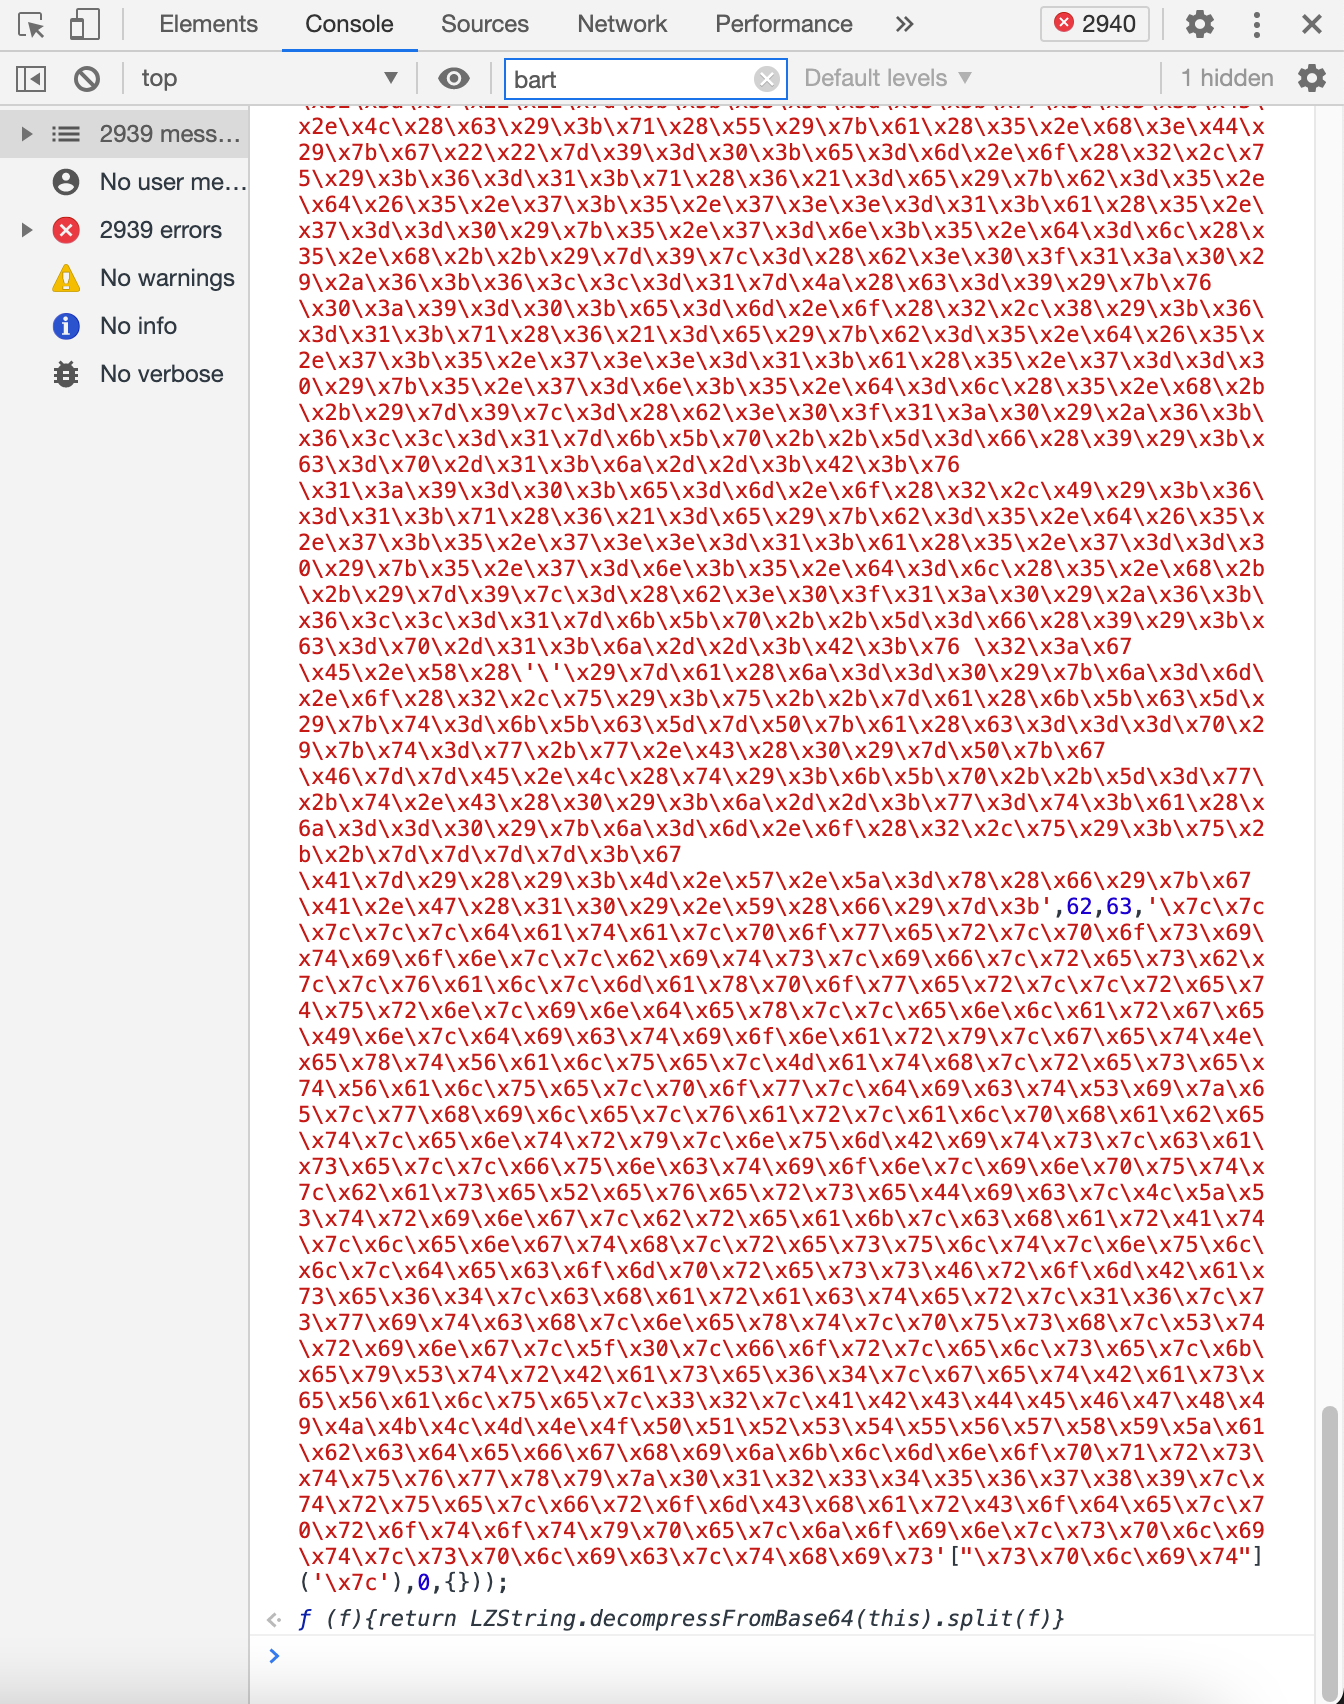 Elements Console Sources Network Performance » 2940
top ▼ bart Default levels ▼ 1 hidden
2939 mess…
No user me…
2939 errors
No warnings
No info
No verbose
x2e\x4c\x28\x63\x29\x3b\x71\x28\x55\x29\x7b\x61\x28\x35\x2e\x68\x3e\x44\x
29\x7b\x67\x22\x22\x7d\x39\x3d\x30\x3b\x65\x3d\x6d\x2e\x6f\x28\x32\x2c\x7
5\x29\x3b\x36\x3d\x31\x3b\x71\x28\x36\x21\x3d\x65\x29\x7b\x62\x3d\x35\x2e
\x64\x26\x35\x2e\x37\x3b\x35\x2e\x37\x3e\x3e\x3d\x31\x3b\x61\x28\x35\x2e\
x37\x3d\x3d\x30\x29\x7b\x35\x2e\x37\x3d\x6e\x3b\x35\x2e\x64\x3d\x6c\x28\x
35\x2e\x68\x2b\x2b\x29\x7d\x39\x7c\x3d\x28\x62\x3e\x30\x3f\x31\x3a\x30\x2
9\x2a\x36\x3b\x36\x3c\x3c\x3d\x31\x7d\x4a\x28\x63\x3d\x39\x29\x7b\x76
\x30\x3a\x39\x3d\x30\x3b\x65\x3d\x6d\x2e\x6f\x28\x32\x2c\x38\x29\x3b\x36\
x3d\x31\x3b\x71\x28\x36\x21\x3d\x65\x29\x7b\x62\x3d\x35\x2e\x64\x26\x35\x
2e\x37\x3b\x35\x2e\x37\x3e\x3e\x3d\x31\x3b\x61\x28\x35\x2e\x37\x3d\x3d\x3
0\x29\x7b\x35\x2e\x37\x3d\x6e\x3b\x35\x2e\x64\x3d\x6c\x28\x35\x2e\x68\x2b
\x2b\x29\x7d\x39\x7c\x3d\x28\x62\x3e\x30\x3f\x31\x3a\x30\x29\x2a\x36\x3b\
x36\x3c\x3c\x3d\x31\x7d\x6b\x5b\x70\x2b\x2b\x5d\x3d\x66\x28\x39\x29\x3b\x
63\x3d\x70\x2d\x31\x3b\x6a\x2d\x2d\x3b\x42\x3b\x76
\x31\x3a\x39\x3d\x30\x3b\x65\x3d\x6d\x2e\x6f\x28\x32\x2c\x49\x29\x3b\x36\
x3d\x31\x3b\x71\x28\x36\x21\x3d\x65\x29\x7b\x62\x3d\x35\x2e\x64\x26\x35\x
2e\x37\x3b\x35\x2e\x37\x3e\x3e\x3d\x31\x3b\x61\x28\x35\x2e\x37\x3d\x3d\x3
0\x29\x7b\x35\x2e\x37\x3d\x6e\x3b\x35\x2e\x64\x3d\x6c\x28\x35\x2e\x68\x2b
\x2b\x29\x7d\x39\x7c\x3d\x28\x62\x3e\x30\x3f\x31\x3a\x30\x29\x2a\x36\x3b\
x36\x3c\x3c\x3d\x31\x7d\x6b\x5b\x70\x2b\x2b\x5d\x3d\x66\x28\x39\x29\x3b\x
63\x3d\x70\x2d\x31\x3b\x6a\x2d\x2d\x3b\x42\x3b\x76 \x32\x3a\x67
\x45\x2e\x58\x28\'\'\x29\x7d\x61\x28\x6a\x3d\x3d\x30\x29\x7b\x6a\x3d\x6d\
x2e\x6f\x28\x32\x2c\x75\x29\x3b\x75\x2b\x2b\x7d\x61\x28\x6b\x5b\x63\x5d\x
29\x7b\x74\x3d\x6b\x5b\x63\x5d\x7d\x50\x7b\x61\x28\x63\x3d\x3d\x3d\x70\x2
9\x7b\x74\x3d\x77\x2b\x77\x2e\x43\x28\x30\x29\x7d\x50\x7b\x67
\x46\x7d\x7d\x45\x2e\x4c\x28\x74\x29\x3b\x6b\x5b\x70\x2b\x2b\x5d\x3d\x77\
x2b\x74\x2e\x43\x28\x30\x29\x3b\x6a\x2d\x2d\x3b\x77\x3d\x74\x3b\x61\x28\x
6a\x3d\x3d\x30\x29\x7b\x6a\x3d\x6d\x2e\x6f\x28\x32\x2c\x75\x29\x3b\x75\x2
b\x2b\x7d\x7d\x7d\x7d\x3b\x67
\x41\x7d\x29\x28\x29\x3b\x4d\x2e\x57\x2e\x5a\x3d\x78\x28\x66\x29\x7b\x67
\x41\x2e\x47\x28\x31\x30\x29\x2e\x59\x28\x66\x29\x7d\x3b',62,63,'\x7c\x7c
\x7c\x7c\x7c\x64\x61\x74\x61\x7c\x70\x6f\x77\x65\x72\x7c\x70\x6f\x73\x69\
x74\x69\x6f\x6e\x7c\x7c\x62\x69\x74\x73\x7c\x69\x66\x7c\x72\x65\x73\x62\x
7c\x7c\x76\x61\x6c\x7c\x6d\x61\x78\x70\x6f\x77\x65\x72\x7c\x7c\x72\x65\x7
4\x75\x72\x6e\x7c\x69\x6e\x64\x65\x78\x7c\x7c\x65\x6e\x6c\x61\x72\x67\x65
\x49\x6e\x7c\x64\x69\x63\x74\x69\x6f\x6e\x61\x72\x79\x7c\x67\x65\x74\x4e\
x65\x78\x74\x56\x61\x6c\x75\x65\x7c\x4d\x61\x74\x68\x7c\x72\x65\x73\x65\x
74\x56\x61\x6c\x75\x65\x7c\x70\x6f\x77\x7c\x64\x69\x63\x74\x53\x69\x7a\x6
5\x7c\x77\x68\x69\x6c\x65\x7c\x76\x61\x72\x7c\x61\x6c\x70\x68\x61\x62\x65
\x74\x7c\x65\x6e\x74\x72\x79\x7c\x6e\x75\x6d\x42\x69\x74\x73\x7c\x63\x61\
x73\x65\x7c\x7c\x66\x75\x6e\x63\x74\x69\x6f\x6e\x7c\x69\x6e\x70\x75\x74\x
7c\x62\x61\x73\x65\x52\x65\x76\x65\x72\x73\x65\x44\x69\x63\x7c\x4c\x5a\x5
3\x74\x72\x69\x6e\x67\x7c\x62\x72\x65\x61\x6b\x7c\x63\x68\x61\x72\x41\x74
\x7c\x6c\x65\x6e\x67\x74\x68\x7c\x72\x65\x73\x75\x6c\x74\x7c\x6e\x75\x6c\
x6c\x7c\x64\x65\x63\x6f\x6d\x70\x72\x65\x73\x73\x46\x72\x6f\x6d\x42\x61\x
73\x65\x36\x34\x7c\x63\x68\x61\x72\x61\x63\x74\x65\x72\x7c\x31\x36\x7c\x7
3\x77\x69\x74\x63\x68\x7c\x6e\x65\x78\x74\x7c\x70\x75\x73\x68\x7c\x53\x74
\x72\x69\x6e\x67\x7c\x5f\x30\x7c\x66\x6f\x72\x7c\x65\x6c\x73\x65\x7c\x6b\
x65\x79\x53\x74\x72\x42\x61\x73\x65\x36\x34\x7c\x67\x65\x74\x42\x61\x73\x
65\x56\x61\x6c\x75\x65\x7c\x33\x32\x7c\x41\x42\x43\x44\x45\x46\x47\x48\x4
9\x4a\x4b\x4c\x4d\x4e\x4f\x50\x51\x52\x53\x54\x55\x56\x57\x58\x59\x5a\x61
\x62\x63\x64\x65\x66\x67\x68\x69\x6a\x6b\x6c\x6d\x6e\x6f\x70\x71\x72\x73\
x74\x75\x76\x77\x78\x79\x7a\x30\x31\x32\x33\x34\x35\x36\x37\x38\x39\x7c\x
74\x72\x75\x65\x7c\x66\x72\x6f\x6d\x43\x68\x61\x72\x43\x6f\x64\x65\x7c\x7
0\x72\x6f\x74\x6f\x74\x79\x70\x65\x7c\x6a\x6f\x69\x6e\x7c\x73\x70\x6c\x69
\x74\x7c\x73\x70\x6c\x69\x63\x7c\x74\x68\x69\x73'["\x73\x70\x6c\x69\x74"]
('\x7c'),0,{}));
ƒ (f){return LZString.decompressFromBase64(this).split(f)}